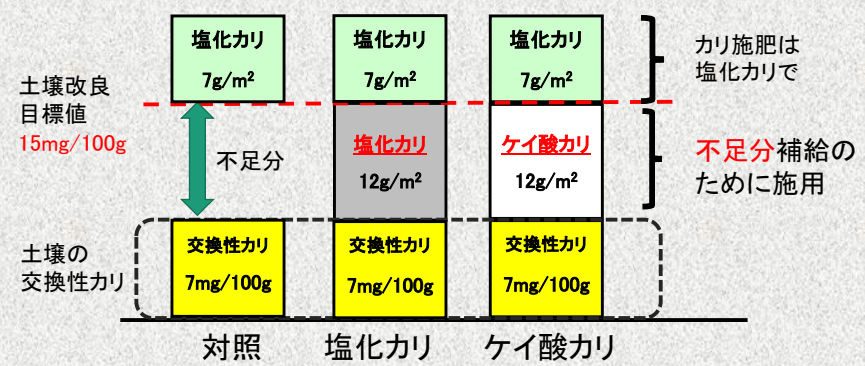 塩化カリ
7g/m²
塩化カリ
7g/m²
塩化カリ
7g/m²
カリ施肥は
塩化カリで
土壌改良
目標値
15mg/100g
不足分
塩化カリ
12g/m²
ケイ酸カリ
12g/m²
不足分補給の
ために施用
土壌の
交換性カリ
交換性カリ
7mg/100g
交換性カリ
7mg/100g
交換性カリ
7mg/100g
対照
塩化カリ
ケイ酸カリ